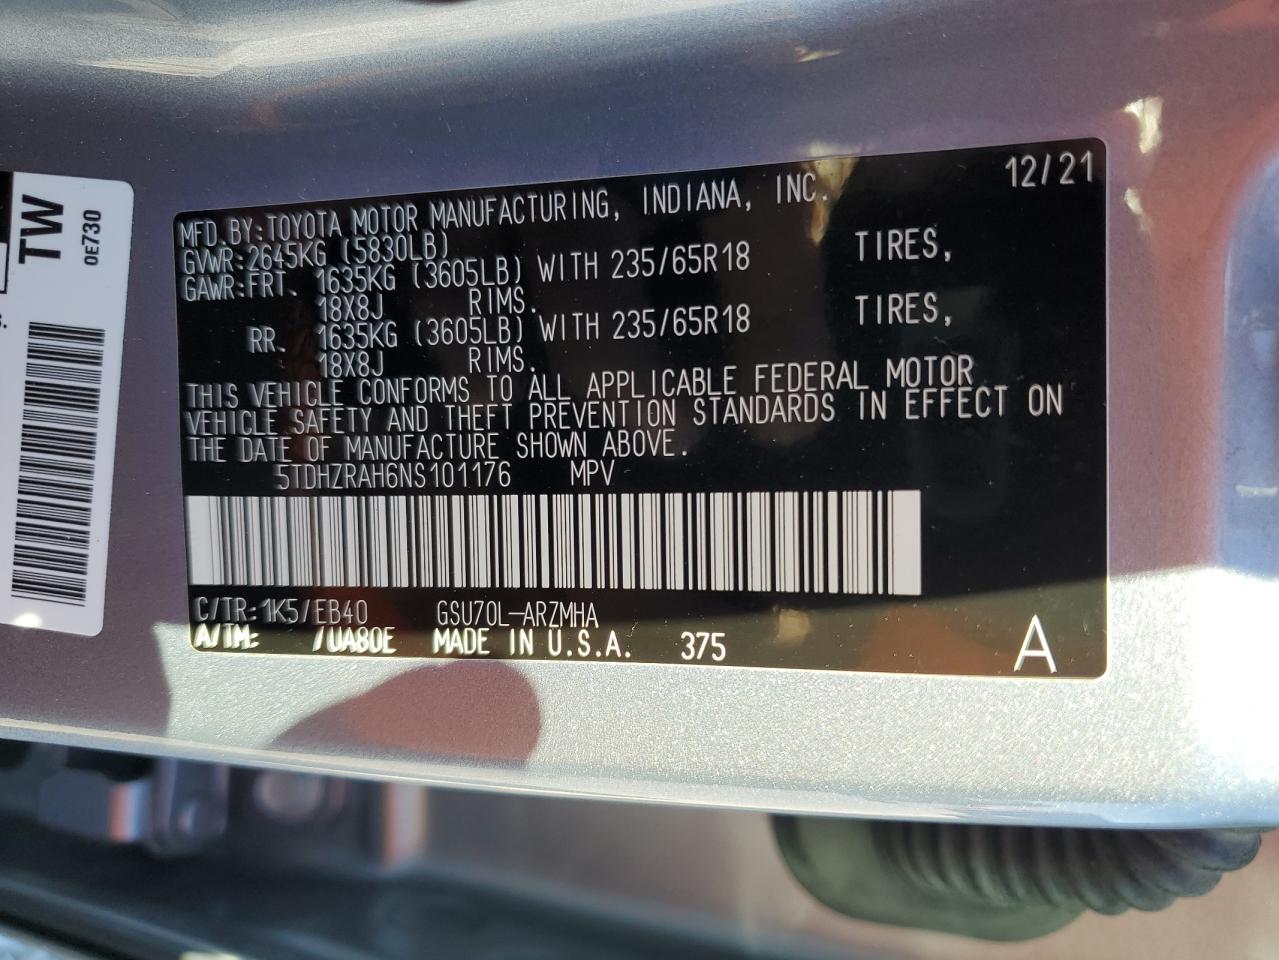 12/21
MFD.BY:TOYOTA MOTOR MANUFACTURING, INDIANA, INC.
GVWR:2645KG (5830LB)
GAWR:FRT. 1635KG (3605LB) WITH 235/65R18 TIRES,
18X8J RIMS.
RR. 1635KG (3605LB) WITH 235/65R18 TIRES,
18X8J RIMS.
THIS VEHICLE CONFORMS TO ALL APPLICABLE FEDERAL MOTOR
VEHICLE SAFETY AND THEFT PREVENTION STANDARDS IN EFFECT ON
THE DATE OF MANUFACTURE SHOWN ABOVE.
5TDHZRAH6NS101176 MPV
C/TR:1K5/EB40 GSU70L-ARZMHA
A/TM: /UA80E MADE IN U.S.A. 375
A
TW
0E730